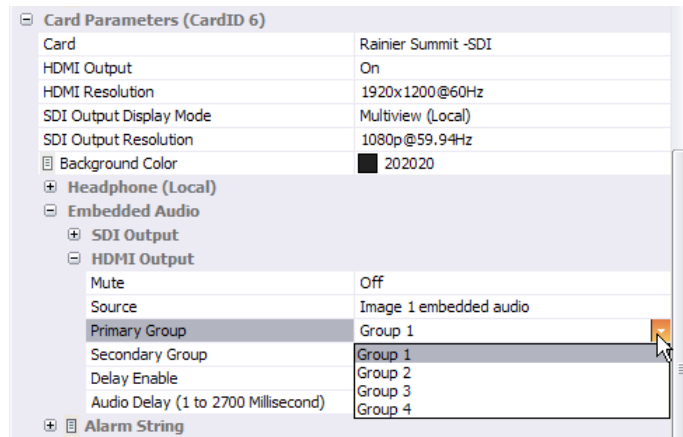 Card Parameters (CardID 6)
Card Rainier Summit -SDI
HDMI Output On
HDMI Resolution 1920x1200@60Hz
SDI Output Display Mode Multiview (Local)
SDI Output Resolution 1080p@59.94Hz
Background Color 202020
Headphone (Local)
Embedded Audio
SDI Output
HDMI Output
Mute Off
Source Image 1 embedded audio
Primary Group Group 1
Secondary Group Group 1
Group 2
Delay Enable Group 3
Audio Delay (1 to 2700 Millisecond) Group 4
Alarm String